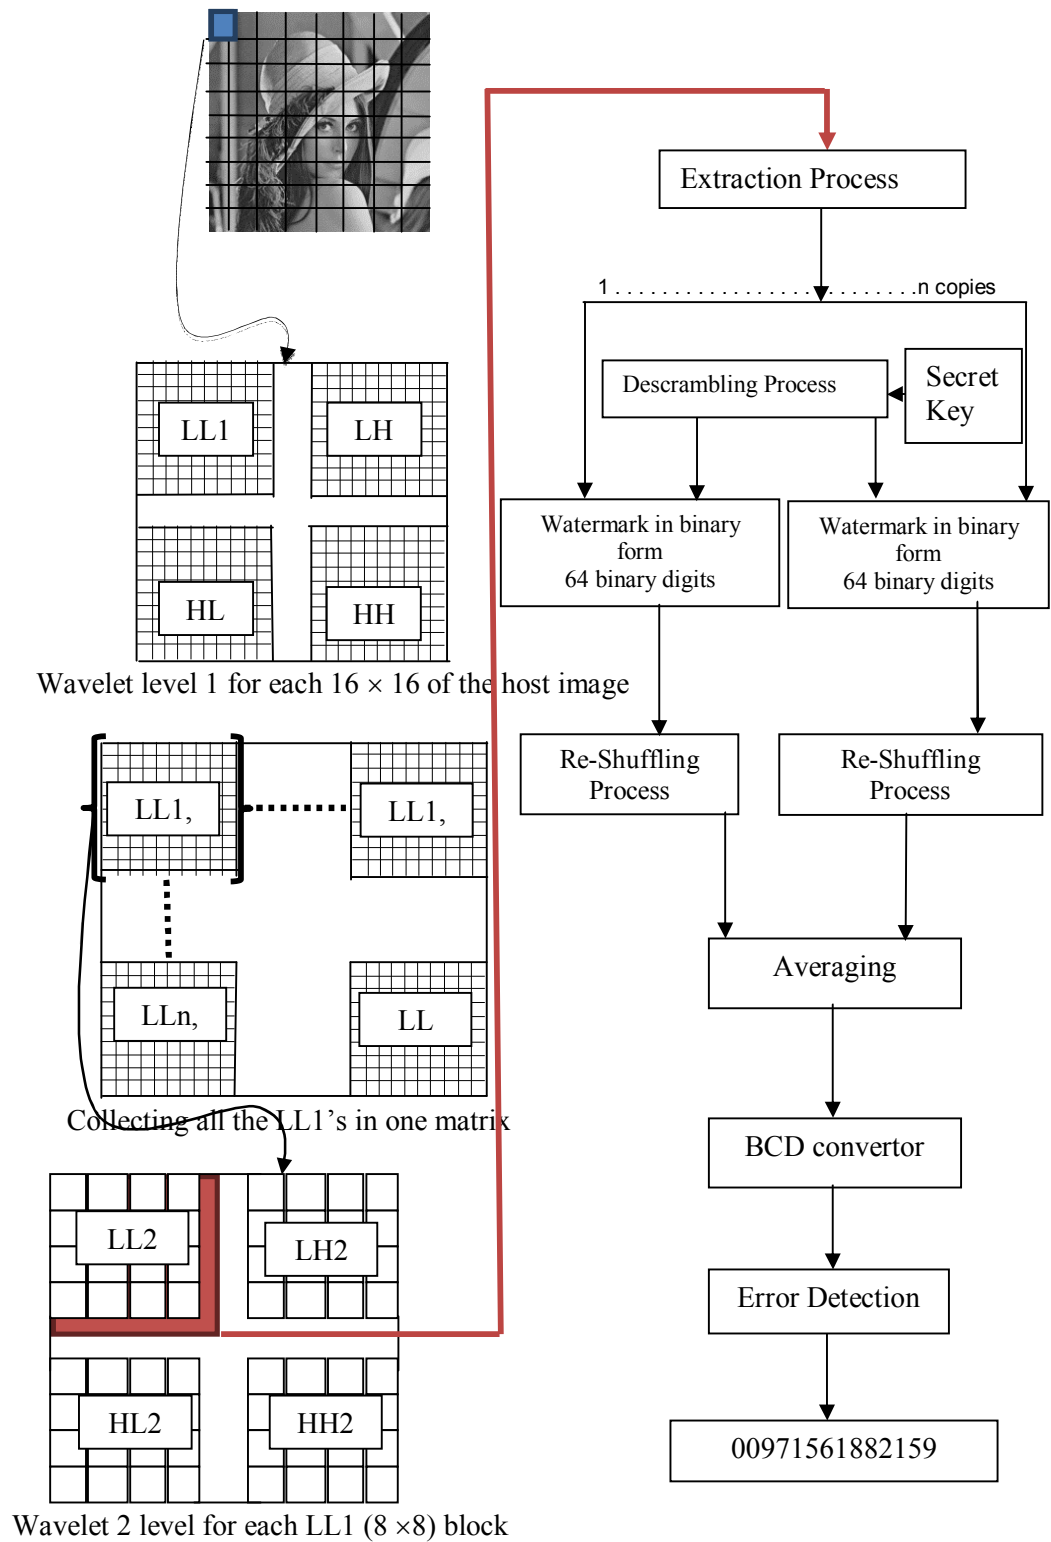 LL1
LH
HL
HH
Wavelet level 1 for each 16 × 16 of the host image
LL1,
LL1,
LLn,
LL
Collecting all the LL1's in one matrix
LL2
LH2
HL2
HH2
Wavelet 2 level for each LL1 (8 ×8) block
Extraction Process
1 . . . . . . . . . . . . . . . . . . . . . . . . . .n copies
Descrambling Process
Secret
Key
Watermark in binary
form
64 binary digits
Watermark in binary
form
64 binary digits
Re-Shuffling
Process
Re-Shuffling
Process
Averaging
BCD convertor
Error Detection
00971561882159